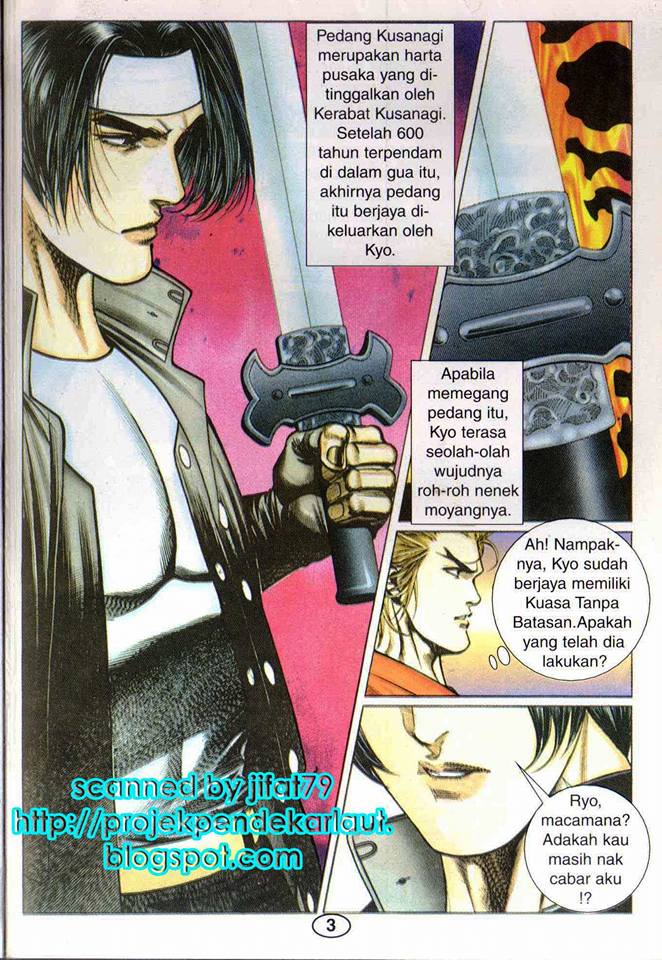 Pedang Kusanagi
merupakan harta
pusaka yang di-
tinggalkan oleh
Kerabat Kusanagi.
Setelah 600
tahun terpendam
di dalam gua itu,
akhirnya pedang
itu berjaya di-
keluarkan oleh
Kyo.
Apabila
memegang
pedang itu,
Kyo terasa
seolah-olah
wujudnya
roh-roh nenek
moyangnya.
Ah! Nampak-
nya, Kyo sudah
berjaya memiliki
Kuasa Tanpa
Batasan.Apakah
yang telah dia
lakukan?
Ryo,
macamana?
Adakah kau
masih nak
cabar aku
!?
scanned by jifat79
http://projekpendekarlaut.
blogspot.com
3